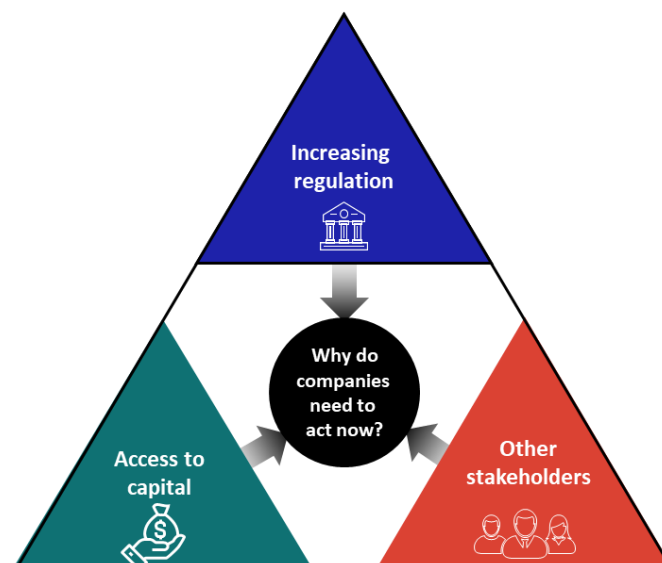 Increasing
regulation
Why do
companies
need to
act now?
Access to
capital
$
Other
stakeholders